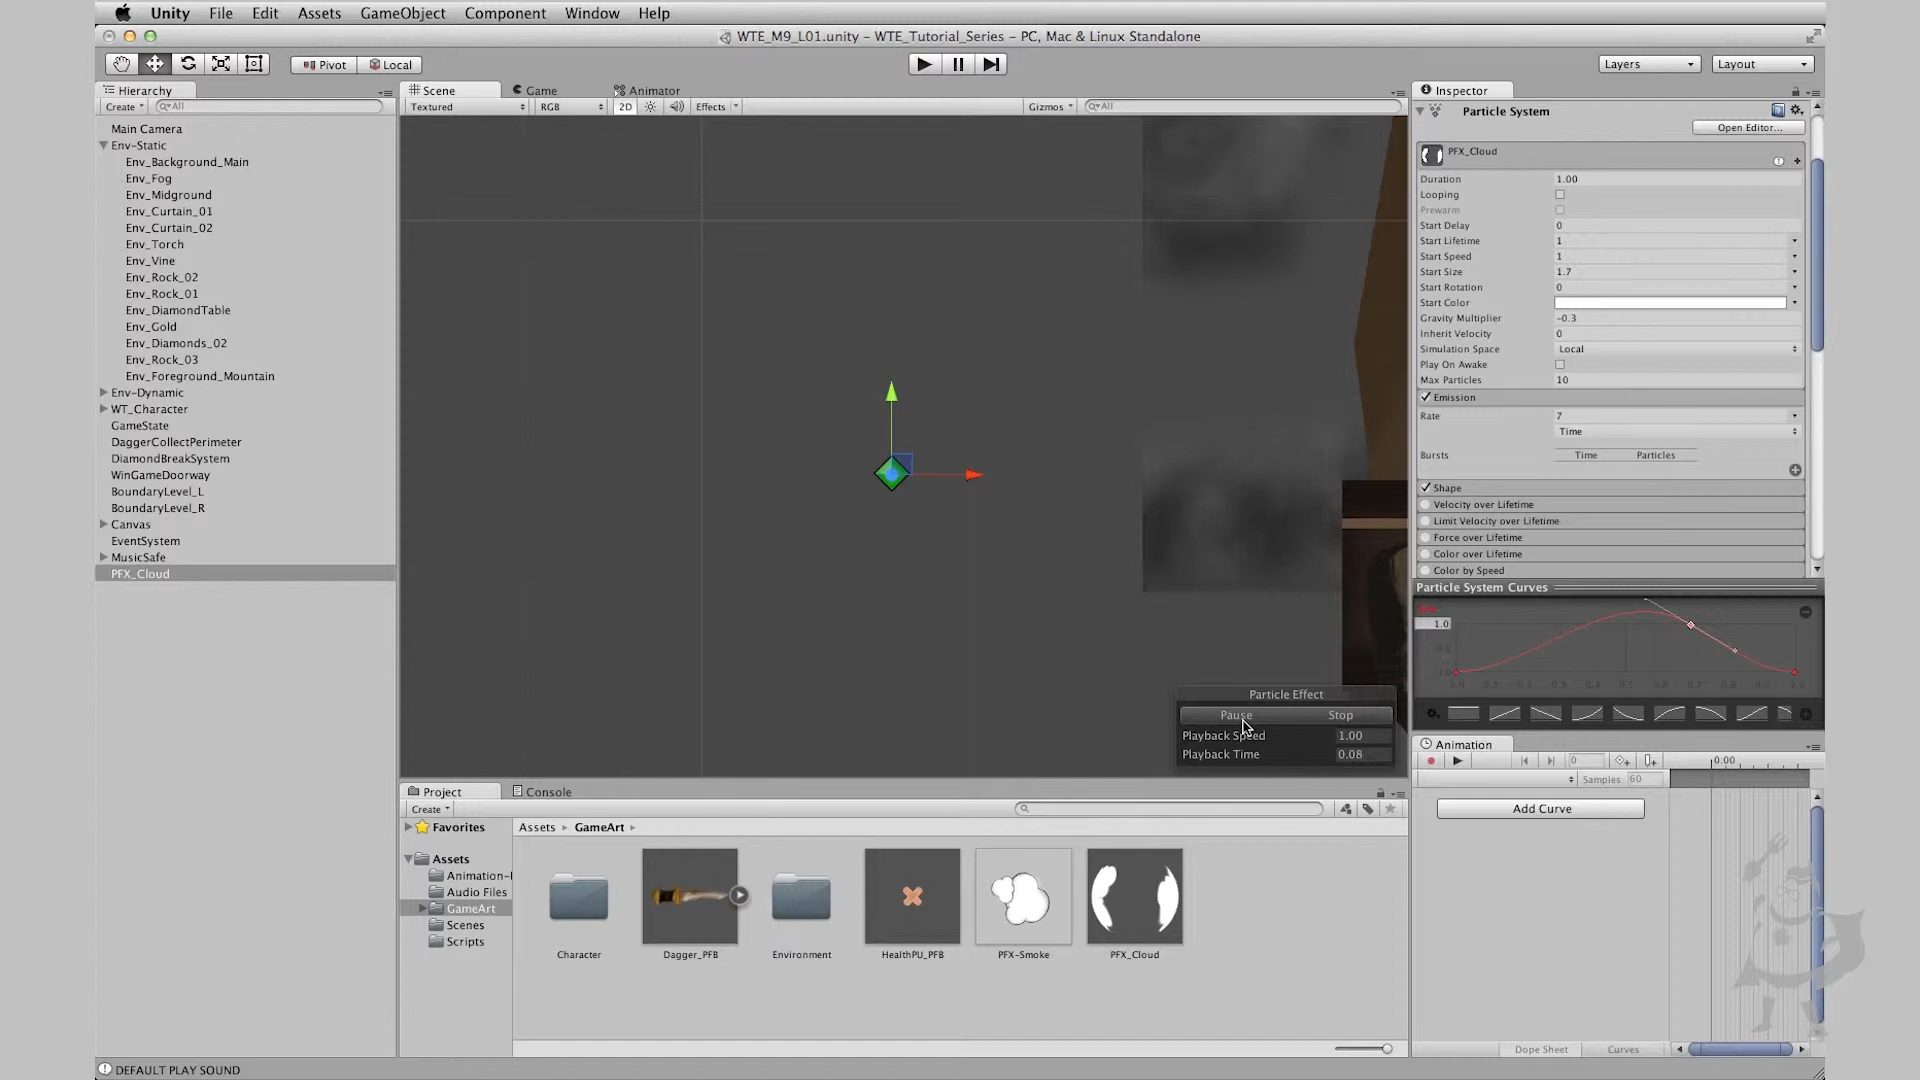 Unity File Edit Assets GameObject Component Window Help
WTE_M9_L01.unity – WTE_Tutorial_Series – PC, Mac & Linux Standalone
Pivot Local Layers Layout
Hierarchy
Create All
Main Camera
Env-Static
Env_Background_Main
Env_Fog
Env_Midground
Env_Curtain_01
Env_Curtain_02
Env_Torch
Env_Vine
Env_Rock_02
Env_Rock_01
Env_DiamondTable
Env_Gold
Env_Diamonds_02
Env_Rock_03
Env_Foreground_Mountain
Env-Dynamic
WT_Character
GameState
DaggerCollectPerimeter
DiamondBreakSystem
WinGameDoorway
BoundaryLevel_L
BoundaryLevel_R
Canvas
EventSystem
MusicSafe
PFX_Cloud
Scene Game Animator
Textured RGB 2D Effects Gizmos All
Particle Effect
Pause Stop
Playback Speed 1.00
Playback Time 0.08
Inspector
Particle System
Open Editor...
PFX_Cloud
Duration 1.00
Looping
Prewarm
Start Delay 0
Start Lifetime 1
Start Speed 1
Start Size 1.7
Start Rotation 0
Start Color
Gravity Multiplier -0.3
Inherit Velocity 0
Simulation Space Local
Play On Awake
Max Particles 10
Emission
Rate 7
Time
Bursts Time Particles
Shape
Velocity over Lifetime
Limit Velocity over Lifetime
Force over Lifetime
Color over Lifetime
Color by Speed
Particle System Curves
1.0
Animation
0 0:00
Samples 60
Add Curve
Dope Sheet Curves
Project Console
Create
Favorites
Assets
Animation-
Audio Files
GameArt
Scenes
Scripts
Assets GameArt
Character Dagger_PFB Environment HealthPU_PFB PFX-Smoke PFX_Cloud
DEFAULT PLAY SOUND